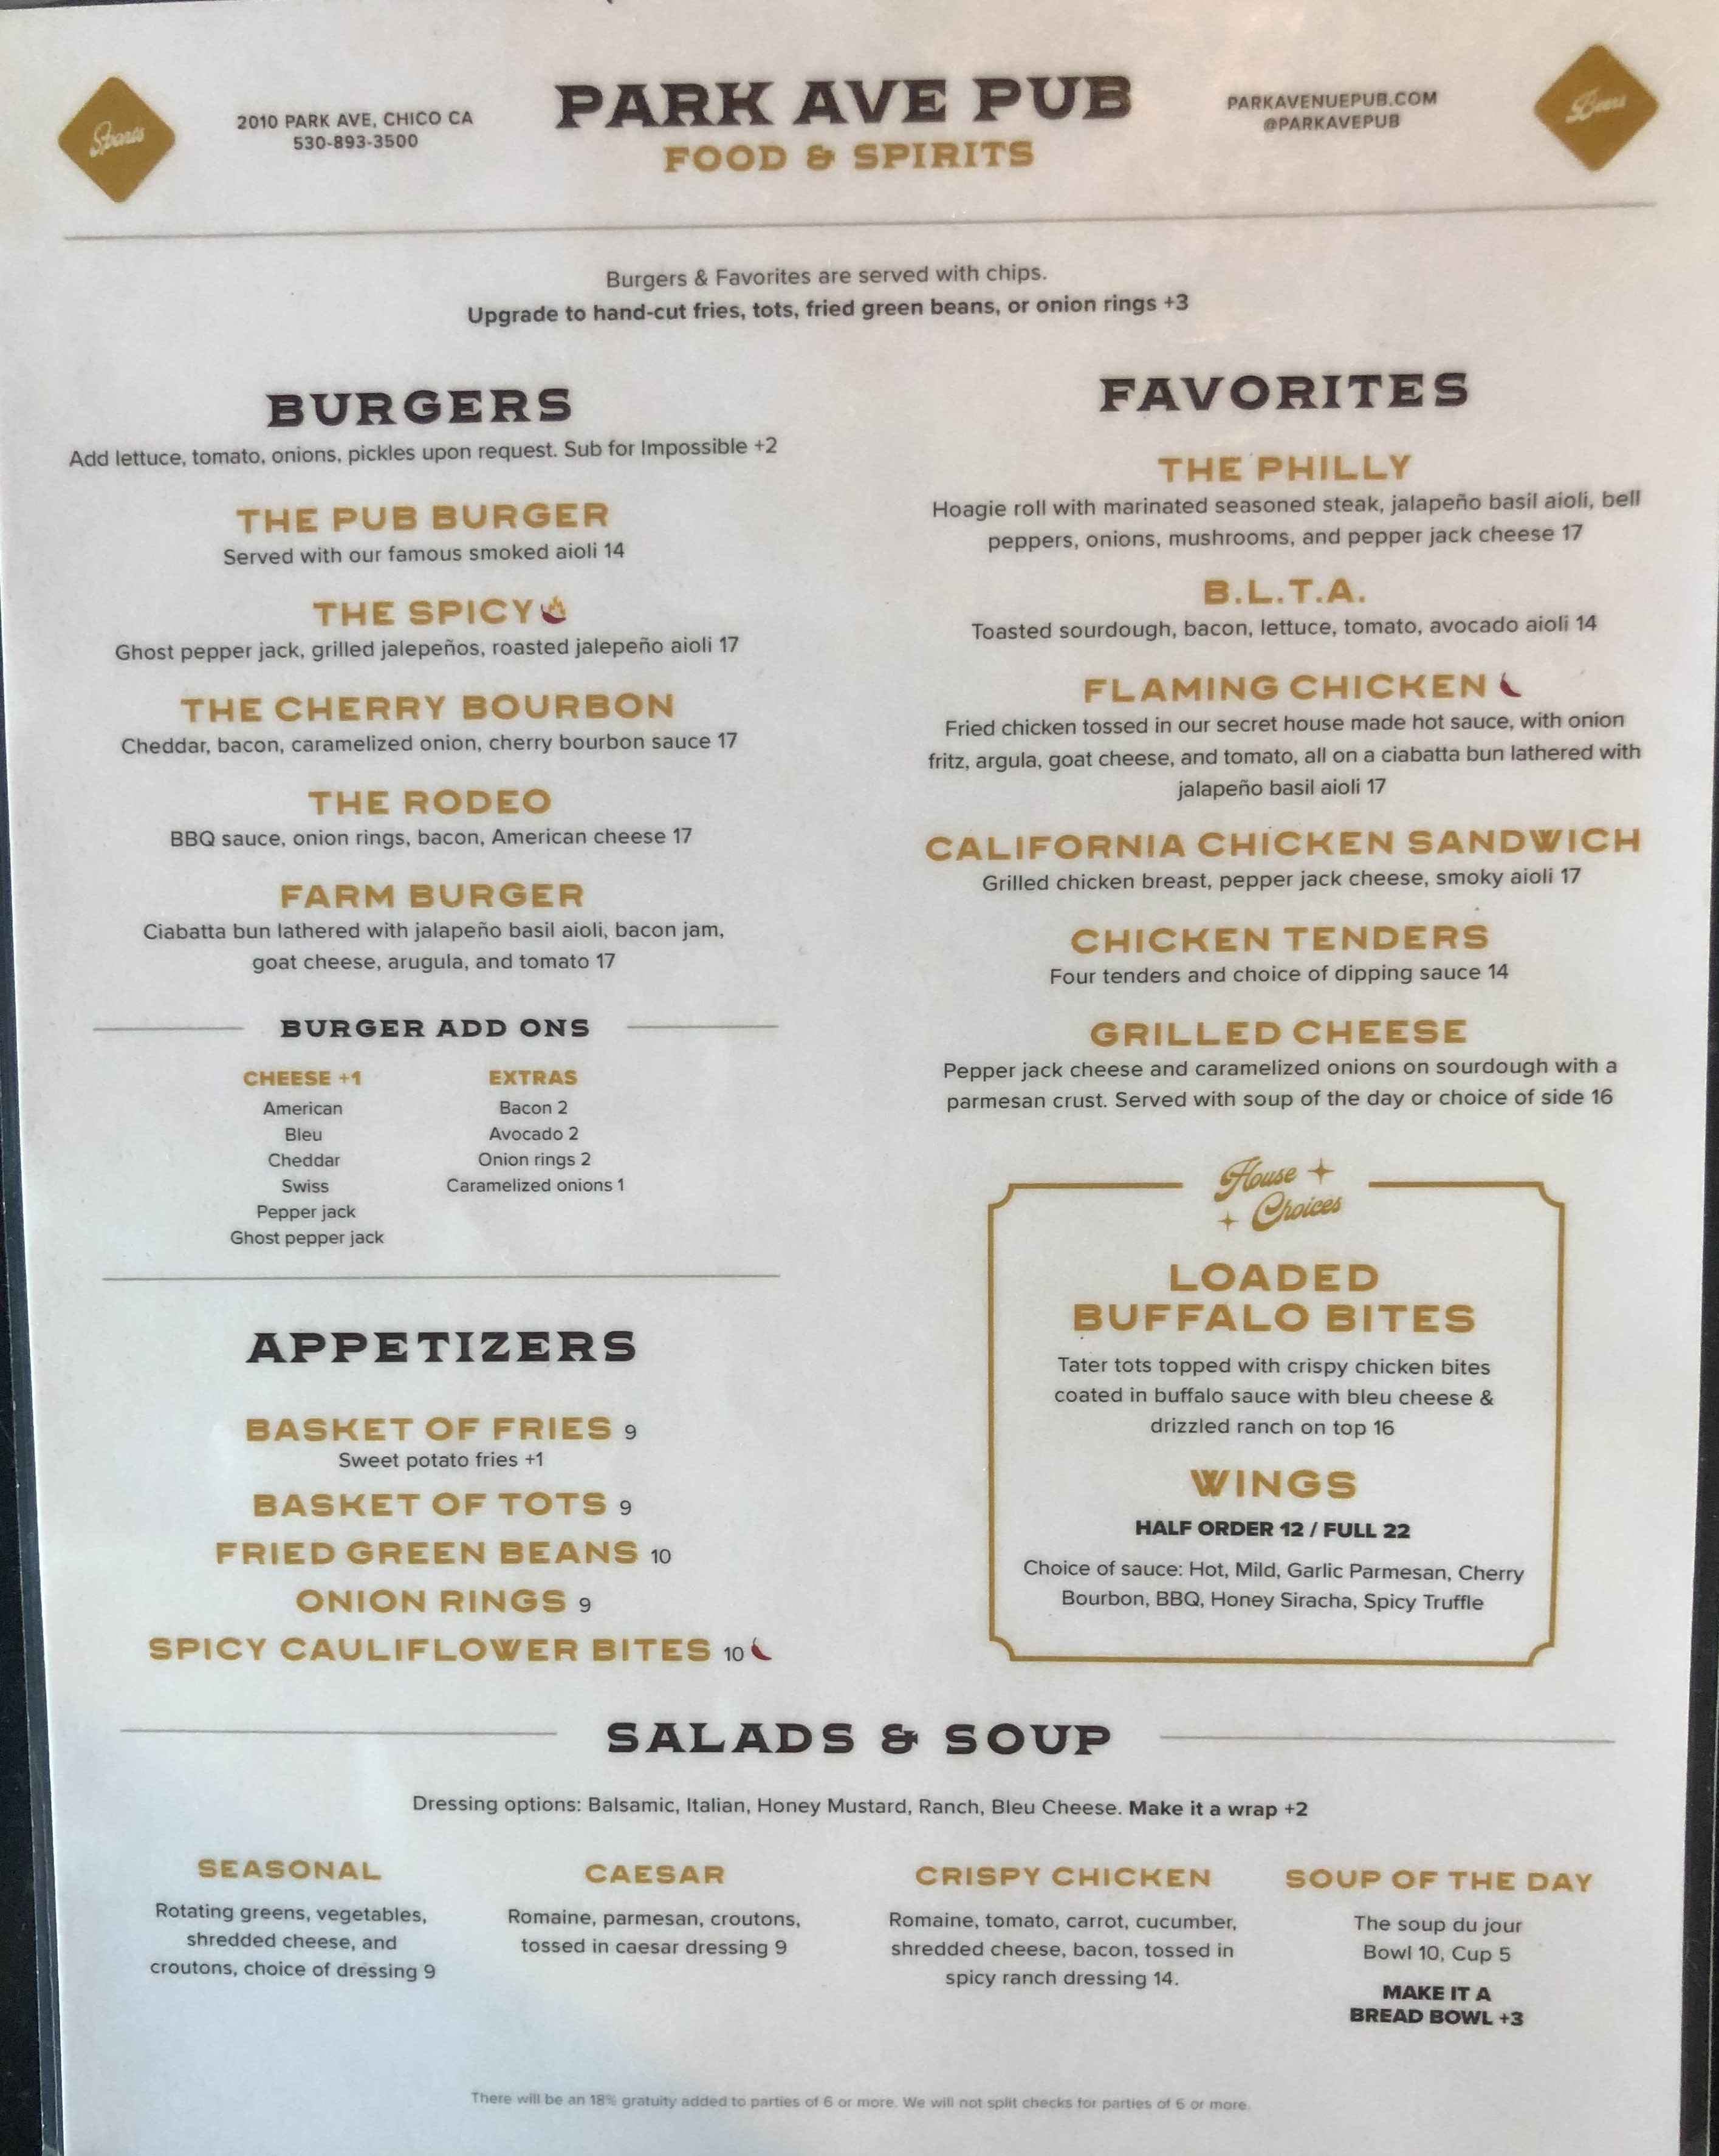 Sports
2010 PARK AVE, CHICO CA
530-893-3500
PARK AVE PUB
FOOD & SPIRITS
PARKAVENUEPUB.COM
@PARKAVEPUB
Beers
Burgers & Favorites are served with chips.
Upgrade to hand-cut fries, tots, fried green beans, or onion rings +3
BURGERS
Add lettuce, tomato, onions, pickles upon request. Sub for Impossible +2
THE PUB BURGER
Served with our famous smoked aioli 14
THE SPICY
Ghost pepper jack, grilled jalepeños, roasted jalepeño aioli 17
THE CHERRY BOURBON
Cheddar, bacon, caramelized onion, cherry bourbon sauce 17
THE RODEO
BBQ sauce, onion rings, bacon, American cheese 17
FARM BURGER
Ciabatta bun lathered with jalapeño basil aioli, bacon jam,
goat cheese, arugula, and tomato 17
BURGER ADD ONS
CHEESE +1
American
Bleu
Cheddar
Swiss
Pepper jack
Ghost pepper jack
EXTRAS
Bacon 2
Avocado 2
Onion rings 2
Caramelized onions 1
APPETIZERS
BASKET OF FRIES 9
Sweet potato fries +1
BASKET OF TOTS 9
FRIED GREEN BEANS 10
ONION RINGS 9
SPICY CAULIFLOWER BITES 10
FAVORITES
THE PHILLY
Hoagie roll with marinated seasoned steak, jalapeño basil aioli, bell
peppers, onions, mushrooms, and pepper jack cheese 17
B.L.T.A.
Toasted sourdough, bacon, lettuce, tomato, avocado aioli 14
FLAMING CHICKEN
Fried chicken tossed in our secret house made hot sauce, with onion
fritz, argula, goat cheese, and tomato, all on a ciabatta bun lathered with
jalapeño basil aioli 17
CALIFORNIA CHICKEN SANDWICH
Grilled chicken breast, pepper jack cheese, smoky aioli 17
CHICKEN TENDERS
Four tenders and choice of dipping sauce 14
GRILLED CHEESE
Pepper jack cheese and caramelized onions on sourdough with a
parmesan crust. Served with soup of the day or choice of side 16
House
Choices
LOADED
BUFFALO BITES
Tater tots topped with crispy chicken bites
coated in buffalo sauce with bleu cheese &
drizzled ranch on top 16
WINGS
HALF ORDER 12 / FULL 22
Choice of sauce: Hot, Mild, Garlic Parmesan, Cherry
Bourbon, BBQ, Honey Siracha, Spicy Truffle
SALADS & SOUP
Dressing options: Balsamic, Italian, Honey Mustard, Ranch, Bleu Cheese. Make it a wrap +2
SEASONAL
Rotating greens, vegetables,
shredded cheese, and
croutons, choice of dressing 9
CAESAR
Romaine, parmesan, croutons,
tossed in caesar dressing 9
CRISPY CHICKEN
Romaine, tomato, carrot, cucumber,
shredded cheese, bacon, tossed in
spicy ranch dressing 14.
SOUP OF THE DAY
The soup du jour
Bowl 10, Cup 5
MAKE IT A
BREAD BOWL +3
There will be an 18% gratuity added to parties of 6 or more. We will not split checks for parties of 6 or more.